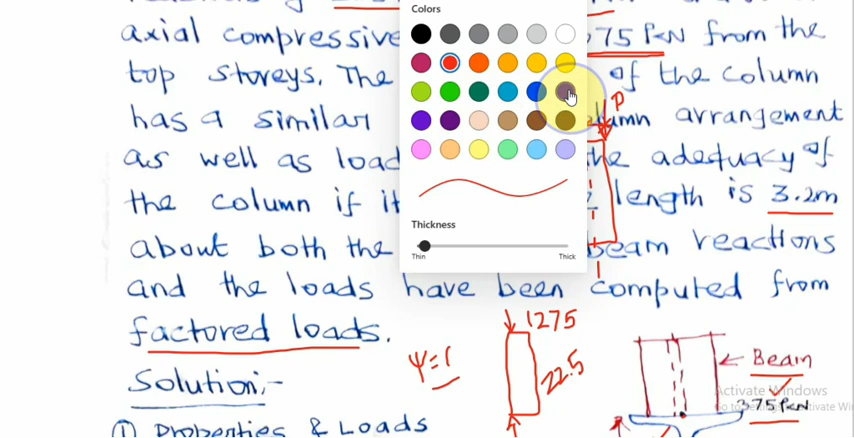 Colors
axial compressive 75 PKN from the
top storeys. The of the column
P
has a similar arrangement
as well as load the adequacy of
the column if it length is 3.2m
Thickness
about both the beam reactions
Thin Thick
and the loads have been computed from
factored loads. 1275
Ψ=1 22.5 Beam
Solution:-
Activate Windows
375 PKN
① Properties & Loads